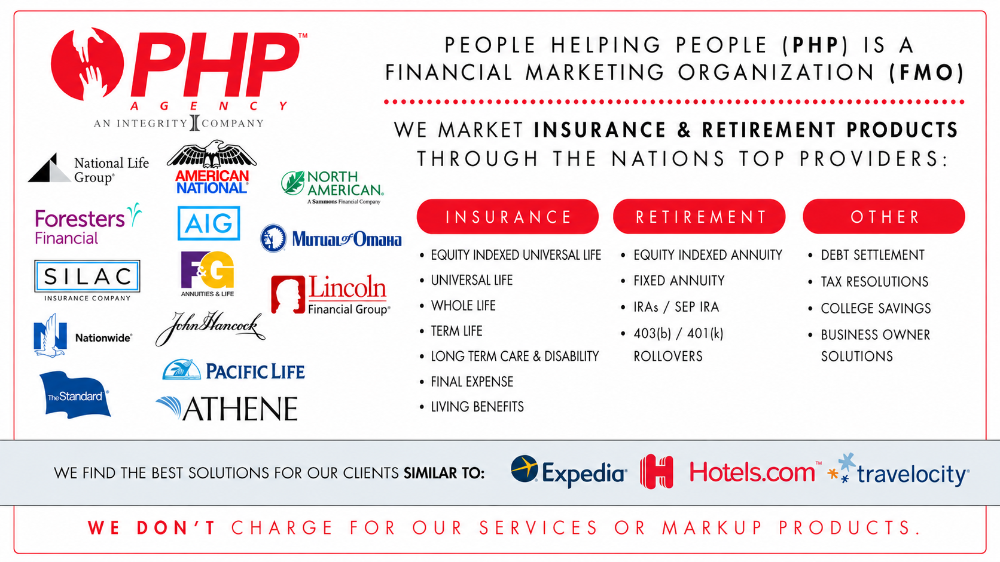 PHP™
AGENCY
AN INTEGRITY COMPANY
PEOPLE HELPING PEOPLE (PHP) IS A
FINANCIAL MARKETING ORGANIZATION (FMO)
WE MARKET INSURANCE & RETIREMENT PRODUCTS
THROUGH THE NATIONS TOP PROVIDERS:
National Life
Group®
AMERICAN
NATIONAL®
NORTH
AMERICAN®
A Sammons Financial Company
Foresters
Financial
AIG
Mutual of Omaha
SILAC
INSURANCE COMPANY
F&G
ANNUITIES & LIFE
Lincoln
Financial Group®
N
Nationwide®
John Hancock
PACIFIC LIFE
The Standard®
ATHENE
INSURANCE
• EQUITY INDEXED UNIVERSAL LIFE
• UNIVERSAL LIFE
• WHOLE LIFE
• TERM LIFE
• LONG TERM CARE & DISABILITY
• FINAL EXPENSE
• LIVING BENEFITS
RETIREMENT
• EQUITY INDEXED ANNUITY
• FIXED ANNUITY
• IRAs / SEP IRA
• 403(b) / 401(k)
ROLLOVERS
OTHER
• DEBT SETTLEMENT
• TAX RESOLUTIONS
• COLLEGE SAVINGS
• BUSINESS OWNER
SOLUTIONS
WE FIND THE BEST SOLUTIONS FOR OUR CLIENTS SIMILAR TO:
Expedia®
H Hotels.com™
travelocity®
WE DON'T CHARGE FOR OUR SERVICES OR MARKUP PRODUCTS.